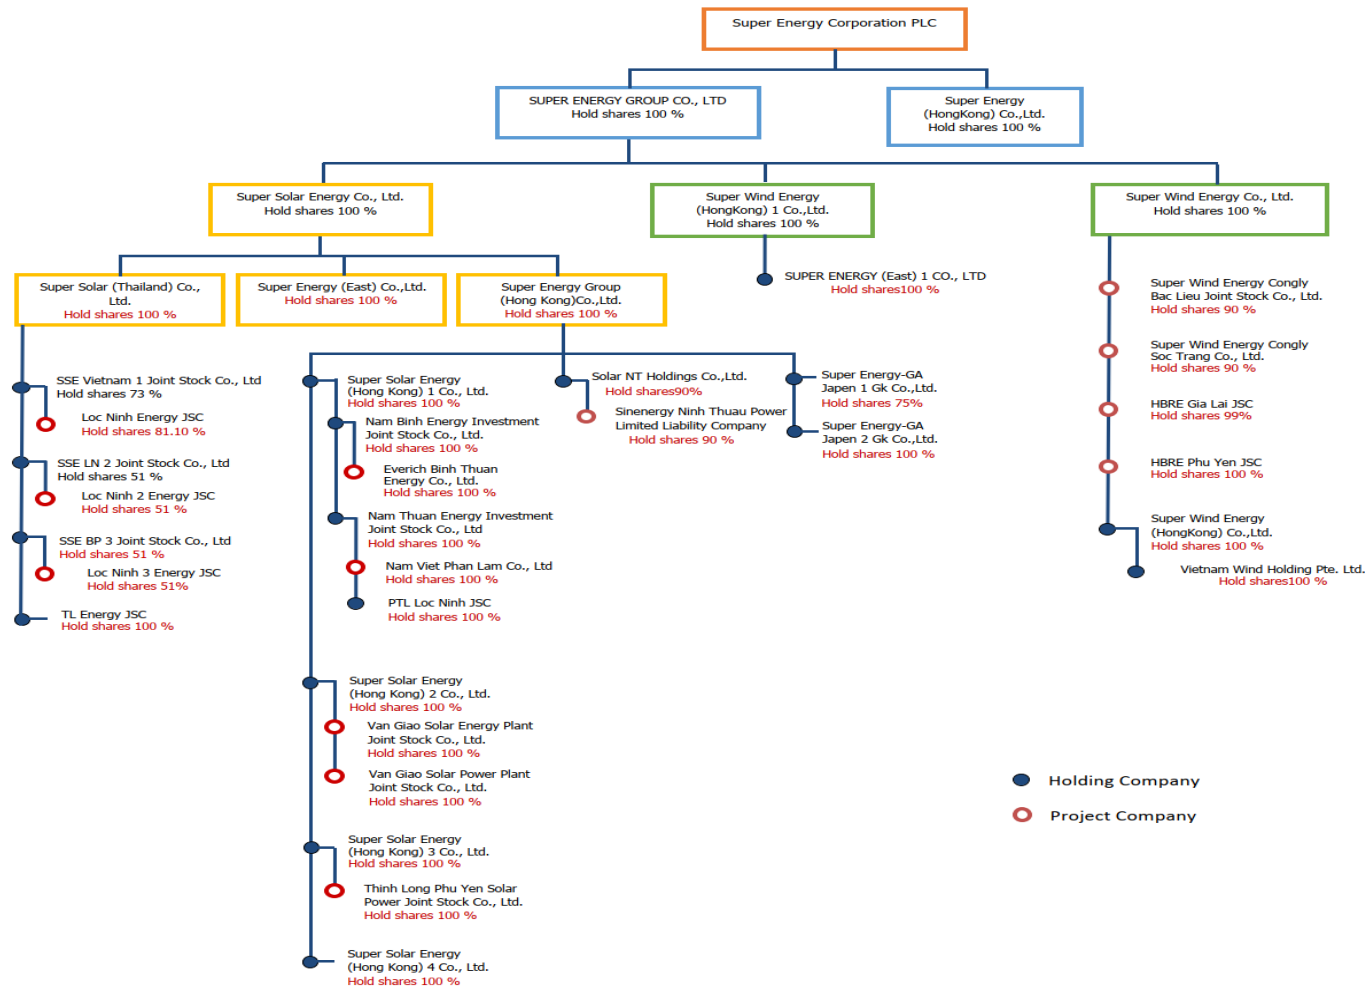 Super Energy Corporation PLC
SUPER ENERGY GROUP CO., LTD
Hold shares 100 %
Super Energy
(HongKong) Co.,Ltd.
Hold shares 100 %
Super Solar Energy Co., Ltd.
Hold shares 100 %
Super Wind Energy
(HongKong) 1 Co.,Ltd.
Hold shares 100 %
Super Wind Energy Co., Ltd.
Hold shares 100 %
Super Solar (Thailand) Co.,
Ltd.
Hold shares 100 %
Super Energy (East) Co.,Ltd.
Hold shares 100 %
Super Energy Group
(Hong Kong)Co.,Ltd.
Hold shares 100 %
SUPER ENERGY (East) 1 CO., LTD
Hold shares100 %
SSE Vietnam 1 Joint Stock Co., Ltd
Hold shares 73 %
Loc Ninh Energy JSC
Hold shares 81.10 %
SSE LN 2 Joint Stock Co., Ltd
Hold shares 51 %
Loc Ninh 2 Energy JSC
Hold shares 51 %
SSE BP 3 Joint Stock Co., Ltd
Hold shares 51 %
Loc Ninh 3 Energy JSC
Hold shares 51%
TL Energy JSC
Hold shares 100 %
Super Solar Energy
(Hong Kong) 1 Co., Ltd.
Hold shares 100 %
Nam Binh Energy Investment
Joint Stock Co., Ltd.
Hold shares 100 %
Everich Binh Thuan
Energy Co., Ltd.
Hold shares 100 %
Nam Thuan Energy Investment
Joint Stock Co., Ltd
Hold shares 100 %
Nam Viet Phan Lam Co., Ltd
Hold shares 100 %
PTL Loc Ninh JSC
Hold shares 100 %
Super Solar Energy
(Hong Kong) 2 Co., Ltd.
Hold shares 100 %
Van Giao Solar Energy Plant
Joint Stock Co., Ltd.
Hold shares 100 %
Van Giao Solar Power Plant
Joint Stock Co., Ltd.
Hold shares 100 %
Super Solar Energy
(Hong Kong) 3 Co., Ltd.
Hold shares 100 %
Thinh Long Phu Yen Solar
Power Joint Stock Co., Ltd.
Hold shares 100 %
Super Solar Energy
(Hong Kong) 4 Co., Ltd.
Hold shares 100 %
Solar NT Holdings Co.,Ltd.
Hold shares90%
Sinenergy Ninh Thuau Power
Limited Liability Company
Hold shares 90 %
Super Energy-GA
Japen 1 Gk Co.,Ltd.
Hold shares 75%
Super Energy-GA
Japen 2 Gk Co.,Ltd.
Hold shares 100 %
Super Wind Energy Congly
Bac Lieu Joint Stock Co., Ltd.
Hold shares 90 %
Super Wind Energy Congly
Soc Trang Co., Ltd.
Hold shares 90 %
HBRE Gia Lai JSC
Hold shares 99%
HBRE Phu Yen JSC
Hold shares 100 %
Super Wind Energy
(HongKong) Co.,Ltd.
Hold shares 100 %
Vietnam Wind Holding Pte. Ltd.
Hold shares100 %
Holding Company
Project Company